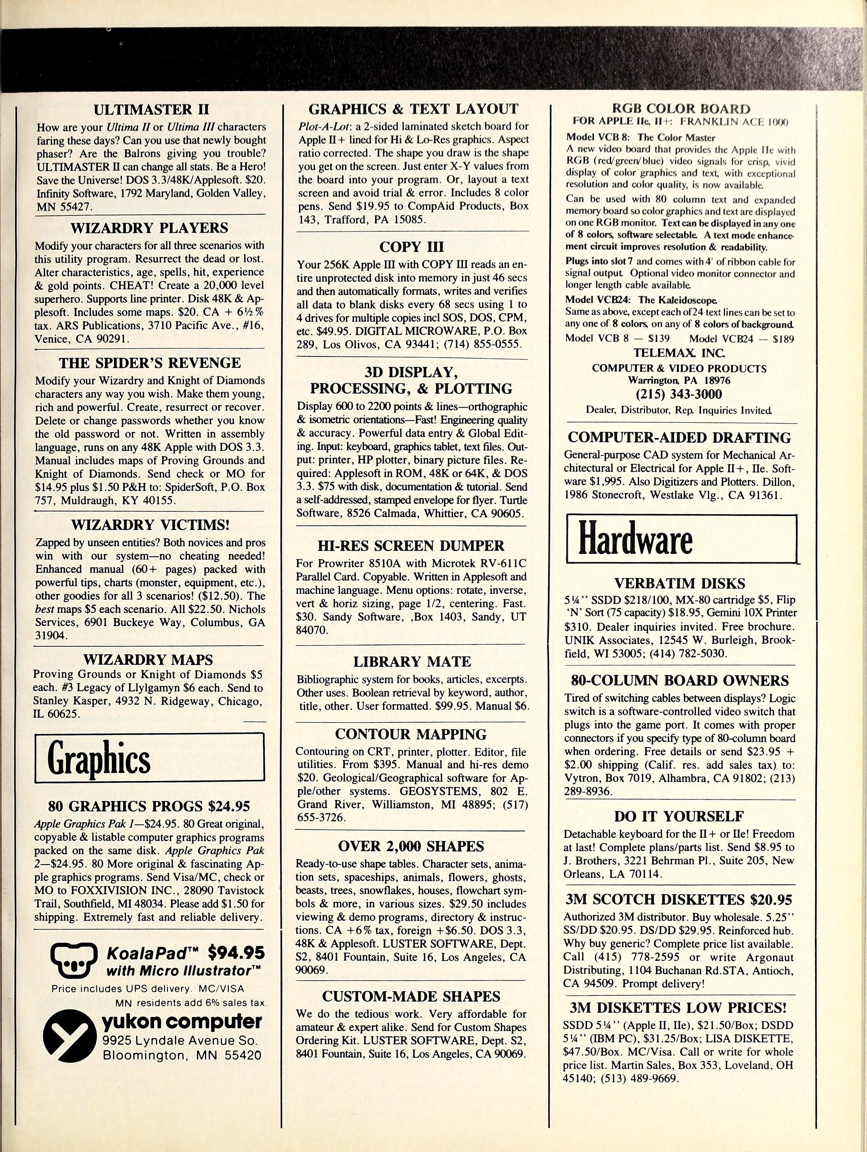 ULTIMASTER II
How are your Ultima II or Ultima III characters
faring these days? Can you use that newly bought
phaser? Are the Balrons giving you trouble?
ULTIMASTER II can change all stats. Be a Hero!
Save the Universe! DOS 3.3/48K/Applesoft. $20.
Infinity Software, 1792 Maryland, Golden Valley,
MN 55427.
WIZARDRY PLAYERS
Modify your characters for all three scenarios with
this utility program. Resurrect the dead or lost.
Alter characteristics, age, spells, hit, experience
& gold points. CHEAT! Create a 20,000 level
superhero. Supports line printer. Disk 48K & Ap-
plesoft. Includes some maps. $20. CA + 6½%
tax. ARS Publications, 3710 Pacific Ave., #16,
Venice, CA 90291.
THE SPIDER'S REVENGE
Modify your Wizardry and Knight of Diamonds
characters any way you wish. Make them young,
rich and powerful. Create, resurrect or recover.
Delete or change passwords whether you know
the old password or not. Written in assembly
language, runs on any 48K Apple with DOS 3.3.
Manual includes maps of Proving Grounds and
Knight of Diamonds. Send check or MO for
$14.95 plus $1.50 P&H to: SpiderSoft, P.O. Box
757, Muldraugh, KY 40155.
WIZARDRY VICTIMS!
Zapped by unseen entities? Both novices and pros
win with our system—no cheating needed!
Enhanced manual (60+ pages) packed with
powerful tips, charts (monster, equipment, etc.),
other goodies for all 3 scenarios! ($12.50). The
best maps $5 each scenario. All $22.50. Nichols
Services, 6901 Buckeye Way, Columbus, GA
31904.
WIZARDRY MAPS
Proving Grounds or Knight of Diamonds $5
each. #3 Legacy of Llylgamyn $6 each. Send to
Stanley Kasper, 4932 N. Ridgeway, Chicago,
IL 60625.
Graphics
80 GRAPHICS PROGS $24.95
Apple Graphics Pak 1—$24.95. 80 Great original,
copyable & listable computer graphics programs
packed on the same disk. Apple Graphics Pak
2—$24.95. 80 More original & fascinating Ap-
ple graphics programs. Send Visa/MC, check or
MO to FOXXIVISION INC., 28090 Tavistock
Trail, Southfield, MI 48034. Please add $1.50 for
shipping. Extremely fast and reliable delivery.
KoalaPad™ $94.95
with Micro Illustrator™
Price includes UPS delivery. MC/VISA
MN residents add 6% sales tax.
yukon computer
9925 Lyndale Avenue So.
Bloomington, MN 55420
GRAPHICS & TEXT LAYOUT
Plot-A-Lot: a 2-sided laminated sketch board for
Apple II+ lined for Hi & Lo-Res graphics. Aspect
ratio corrected. The shape you draw is the shape
you get on the screen. Just enter X-Y values from
the board into your program. Or, layout a text
screen and avoid trial & error. Includes 8 color
pens. Send $19.95 to CompAid Products, Box
143, Trafford, PA 15085.
COPY III
Your 256K Apple III with COPY III reads an en-
tire unprotected disk into memory in just 46 secs
and then automatically formats, writes and verifies
all data to blank disks every 68 secs using 1 to
4 drives for multiple copies incl SOS, DOS, CPM,
etc. $49.95. DIGITAL MICROWARE, P.O. Box
289, Los Olivos, CA 93441; (714) 855-0555.
3D DISPLAY,
PROCESSING, & PLOTTING
Display 600 to 2200 points & lines—orthographic
& isometric orientations—Fast! Engineering quality
& accuracy. Powerful data entry & Global Edit-
ing. Input: keyboard, graphics tablet, text files. Out-
put: printer, HP plotter, binary picture files. Re-
quired: Applesoft in ROM, 48K or 64K, & DOS
3.3. $75 with disk, documentation & tutorial. Send
a self-addressed, stamped envelope for flyer. Turtle
Software, 8526 Calmada, Whittier, CA 90605.
HI-RES SCREEN DUMPER
For Prowriter 8510A with Microtek RV-611C
Parallel Card. Copyable. Written in Applesoft and
machine language. Menu options: rotate, inverse,
vert & horiz sizing, page 1/2, centering. Fast.
$30. Sandy Software, ,Box 1403, Sandy, UT
84070.
LIBRARY MATE
Bibliographic system for books, articles, excerpts.
Other uses. Boolean retrieval by keyword, author,
title, other. User formatted. $99.95. Manual $6.
CONTOUR MAPPING
Contouring on CRT, printer, plotter. Editor, file
utilities. From $395. Manual and hi-res demo
$20. Geological/Geographical software for Ap-
ple/other systems. GEOSYSTEMS, 802 E.
Grand River, Williamston, MI 48895; (517)
655-3726.
OVER 2,000 SHAPES
Ready-to-use shape tables. Character sets, anima-
tion sets, spaceships, animals, flowers, ghosts,
beasts, trees, snowflakes, houses, flowchart sym-
bols & more, in various sizes. $29.50 includes
viewing & demo programs, directory & instruc-
tions. CA +6% tax, foreign +$6.50. DOS 3.3,
48K & Applesoft. LUSTER SOFTWARE, Dept.
S2, 8401 Fountain, Suite 16, Los Angeles, CA
90069.
CUSTOM-MADE SHAPES
We do the tedious work. Very affordable for
amateur & expert alike. Send for Custom Shapes
Ordering Kit. LUSTER SOFTWARE, Dept. S2,
8401 Fountain, Suite 16, Los Angeles, CA 90069.
RGB COLOR BOARD
FOR APPLE IIe, II+: FRANKLIN ACE 1000
Model VCB 8: The Color Master
A new video board that provides the Apple IIe with
RGB (red/green/blue) video signals for crisp, vivid
display of color graphics and text, with exceptional
resolution and color quality, is now available.
Can be used with 80 column text and expanded
memory board so color graphics and text are displayed
on one RGB monitor. Text can be displayed in any one
of 8 colors, software selectable. A text mode enhance-
ment circuit improves resolution & readability.
Plugs into slot 7 and comes with 4' of ribbon cable for
signal output. Optional video monitor connector and
longer length cable available.
Model VCB24: The Kaleidoscope.
Same as above, except each of 24 text lines can be set to
any one of 8 colors, on any of 8 colors of background.
Model VCB 8 — $139 Model VCB24 — $189
TELEMAX INC.
COMPUTER & VIDEO PRODUCTS
Warrington, PA 18976
(215) 343-3000
Dealer, Distributor, Rep. Inquiries Invited.
COMPUTER-AIDED DRAFTING
General-purpose CAD system for Mechanical Ar-
chitectural or Electrical for Apple II+, IIe. Soft-
ware $1,995. Also Digitizers and Plotters. Dillon,
1986 Stonecroft, Westlake Vlg., CA 91361.
Hardware
VERBATIM DISKS
5¼'' SSDD $218/100, MX-80 cartridge $5, Flip
'N' Sort (75 capacity) $18.95, Gemini 10X Printer
$310. Dealer inquiries invited. Free brochure.
UNIK Associates, 12545 W. Burleigh, Brook-
field, WI 53005; (414) 782-5030.
80-COLUMN BOARD OWNERS
Tired of switching cables between displays? Logic
switch is a software-controlled video switch that
plugs into the game port. It comes with proper
connectors if you specify type of 80-column board
when ordering. Free details or send $23.95 +
$2.00 shipping (Calif. res. add sales tax) to:
Vytron, Box 7019, Alhambra, CA 91802; (213)
289-8936.
DO IT YOURSELF
Detachable keyboard for the II+ or IIe! Freedom
at last! Complete plans/parts list. Send $8.95 to
J. Brothers, 3221 Behrman Pl., Suite 205, New
Orleans, LA 70114.
3M SCOTCH DISKETTES $20.95
Authorized 3M distributor. Buy wholesale. 5.25''
SS/DD $20.95. DS/DD $29.95. Reinforced hub.
Why buy generic? Complete price list available.
Call (415) 778-2595 or write Argonaut
Distributing, 1104 Buchanan Rd.STA, Antioch,
CA 94509. Prompt delivery!
3M DISKETTES LOW PRICES!
SSDD 5¼'' (Apple II, IIe), $21.50/Box; DSDD
5¼'' (IBM PC), $31.25/Box; LISA DISKETTE,
$47.50/Box. MC/Visa. Call or write for whole
price list. Martin Sales, Box 353, Loveland, OH
45140; (513) 489-9669.